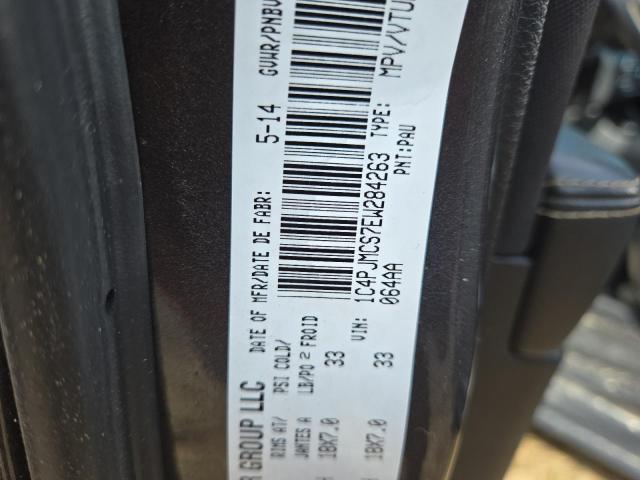 R GROUP LLC
DATE OF MFR/DATE DE FABR: 5-14 GVWR/PNBV
RIMS AT/ PSI COLD/
JANTES A LB/PO2 FROID
18X7.0 33
VIN: 1C4PJMCS7EW284263 TYPE: MPV/VTU
064AA PNT:PAU
18X7.0 33